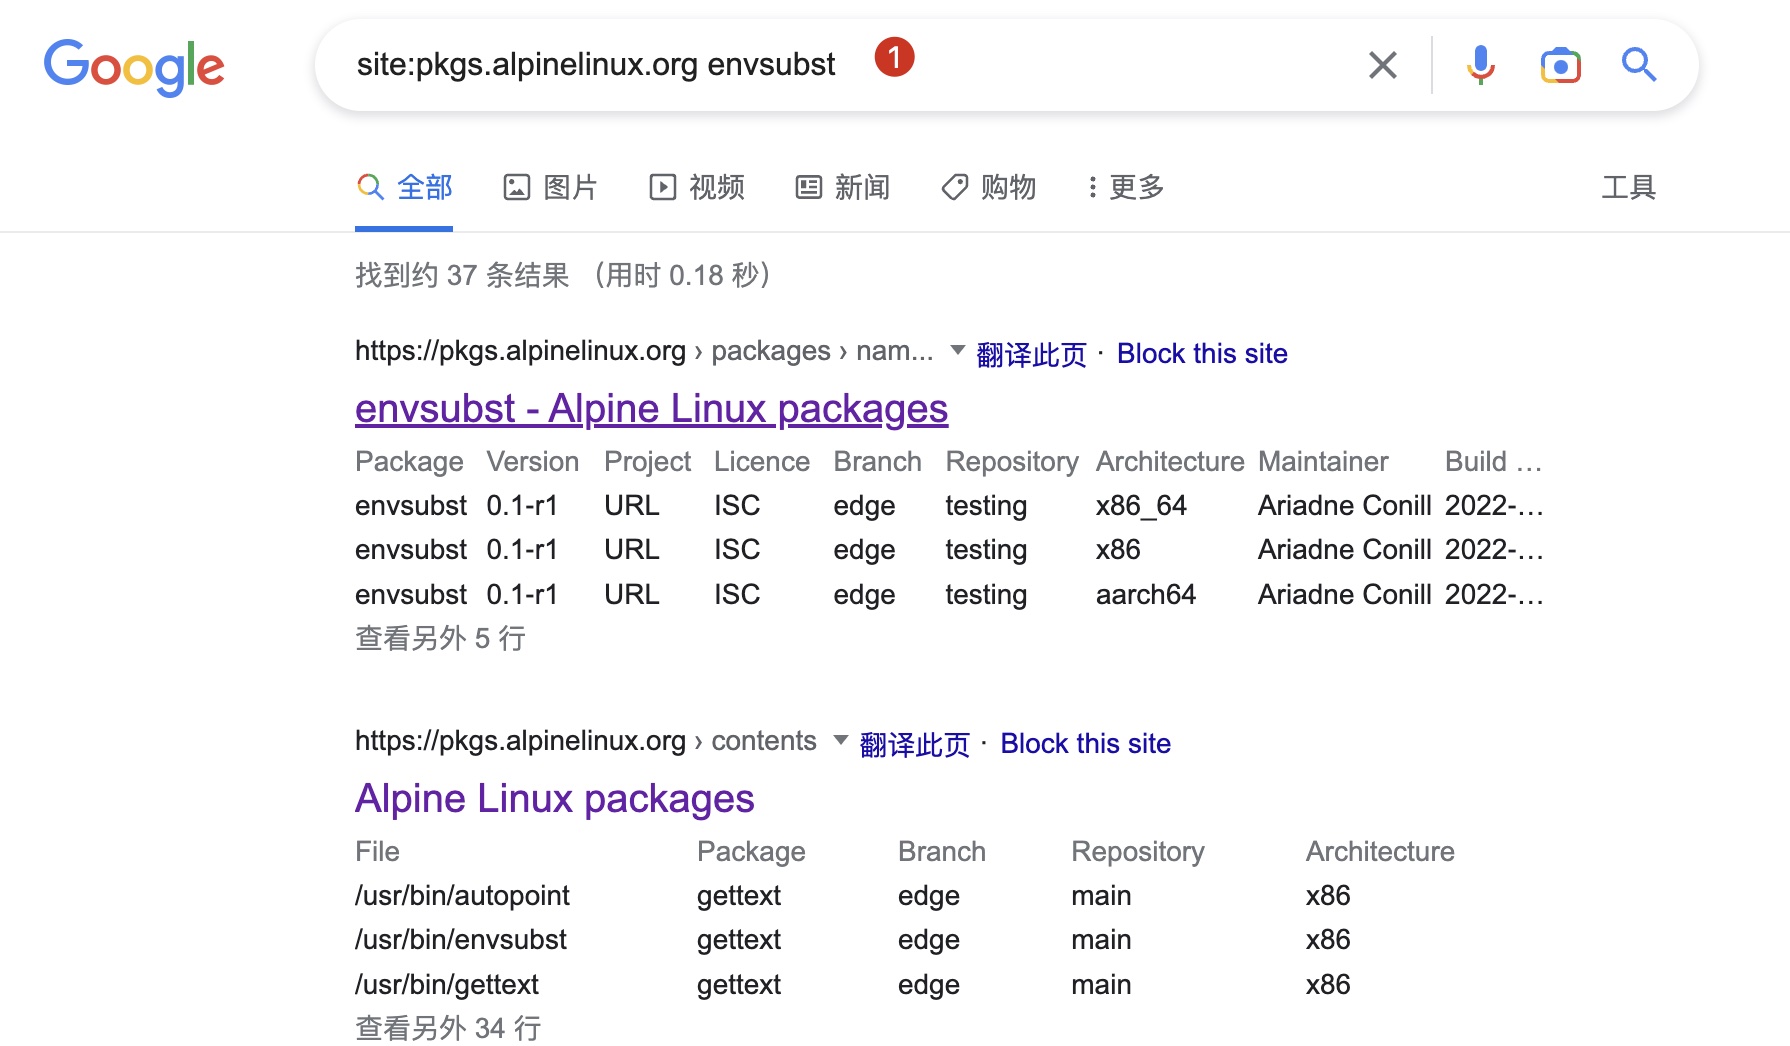 Google
site:pkgs.alpinelinux.org envsubst 1
全部 图片 视频 新闻 购物 更多 工具
找到约 37 条结果 （用时 0.18 秒）
https://pkgs.alpinelinux.org › packages › nam... 翻译此页 · Block this site
envsubst - Alpine Linux packages
Package Version Project Licence Branch Repository Architecture Maintainer Build ...
envsubst 0.1-r1 URL ISC edge testing x86_64 Ariadne Conill 2022-...
envsubst 0.1-r1 URL ISC edge testing x86 Ariadne Conill 2022-...
envsubst 0.1-r1 URL ISC edge testing aarch64 Ariadne Conill 2022-...
查看另外 5 行
https://pkgs.alpinelinux.org › contents 翻译此页 · Block this site
Alpine Linux packages
File Package Branch Repository Architecture
/usr/bin/autopoint gettext edge main x86
/usr/bin/envsubst gettext edge main x86
/usr/bin/gettext gettext edge main x86
查看另外 34 行